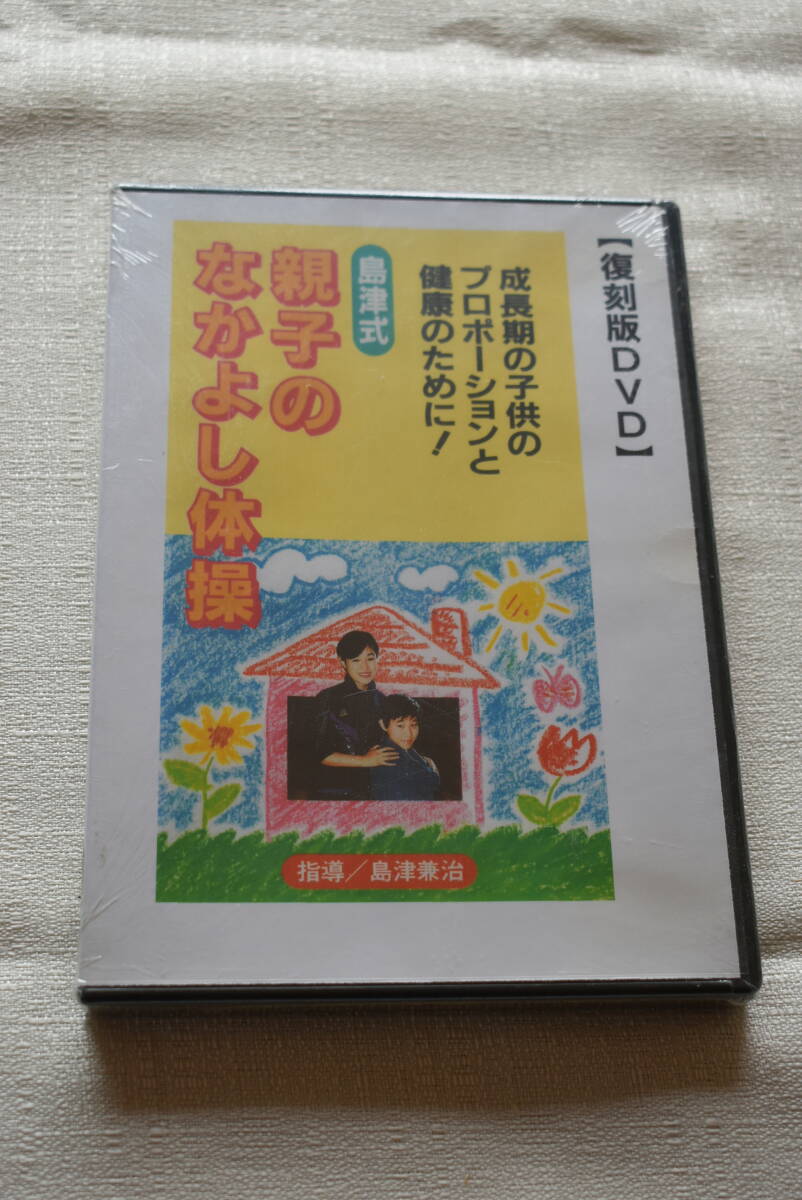 【復刻版DVD】
成長期の子供の
プロポーションと
健康のために！
島津式
親子の
なかよし体操
指導／島津兼治